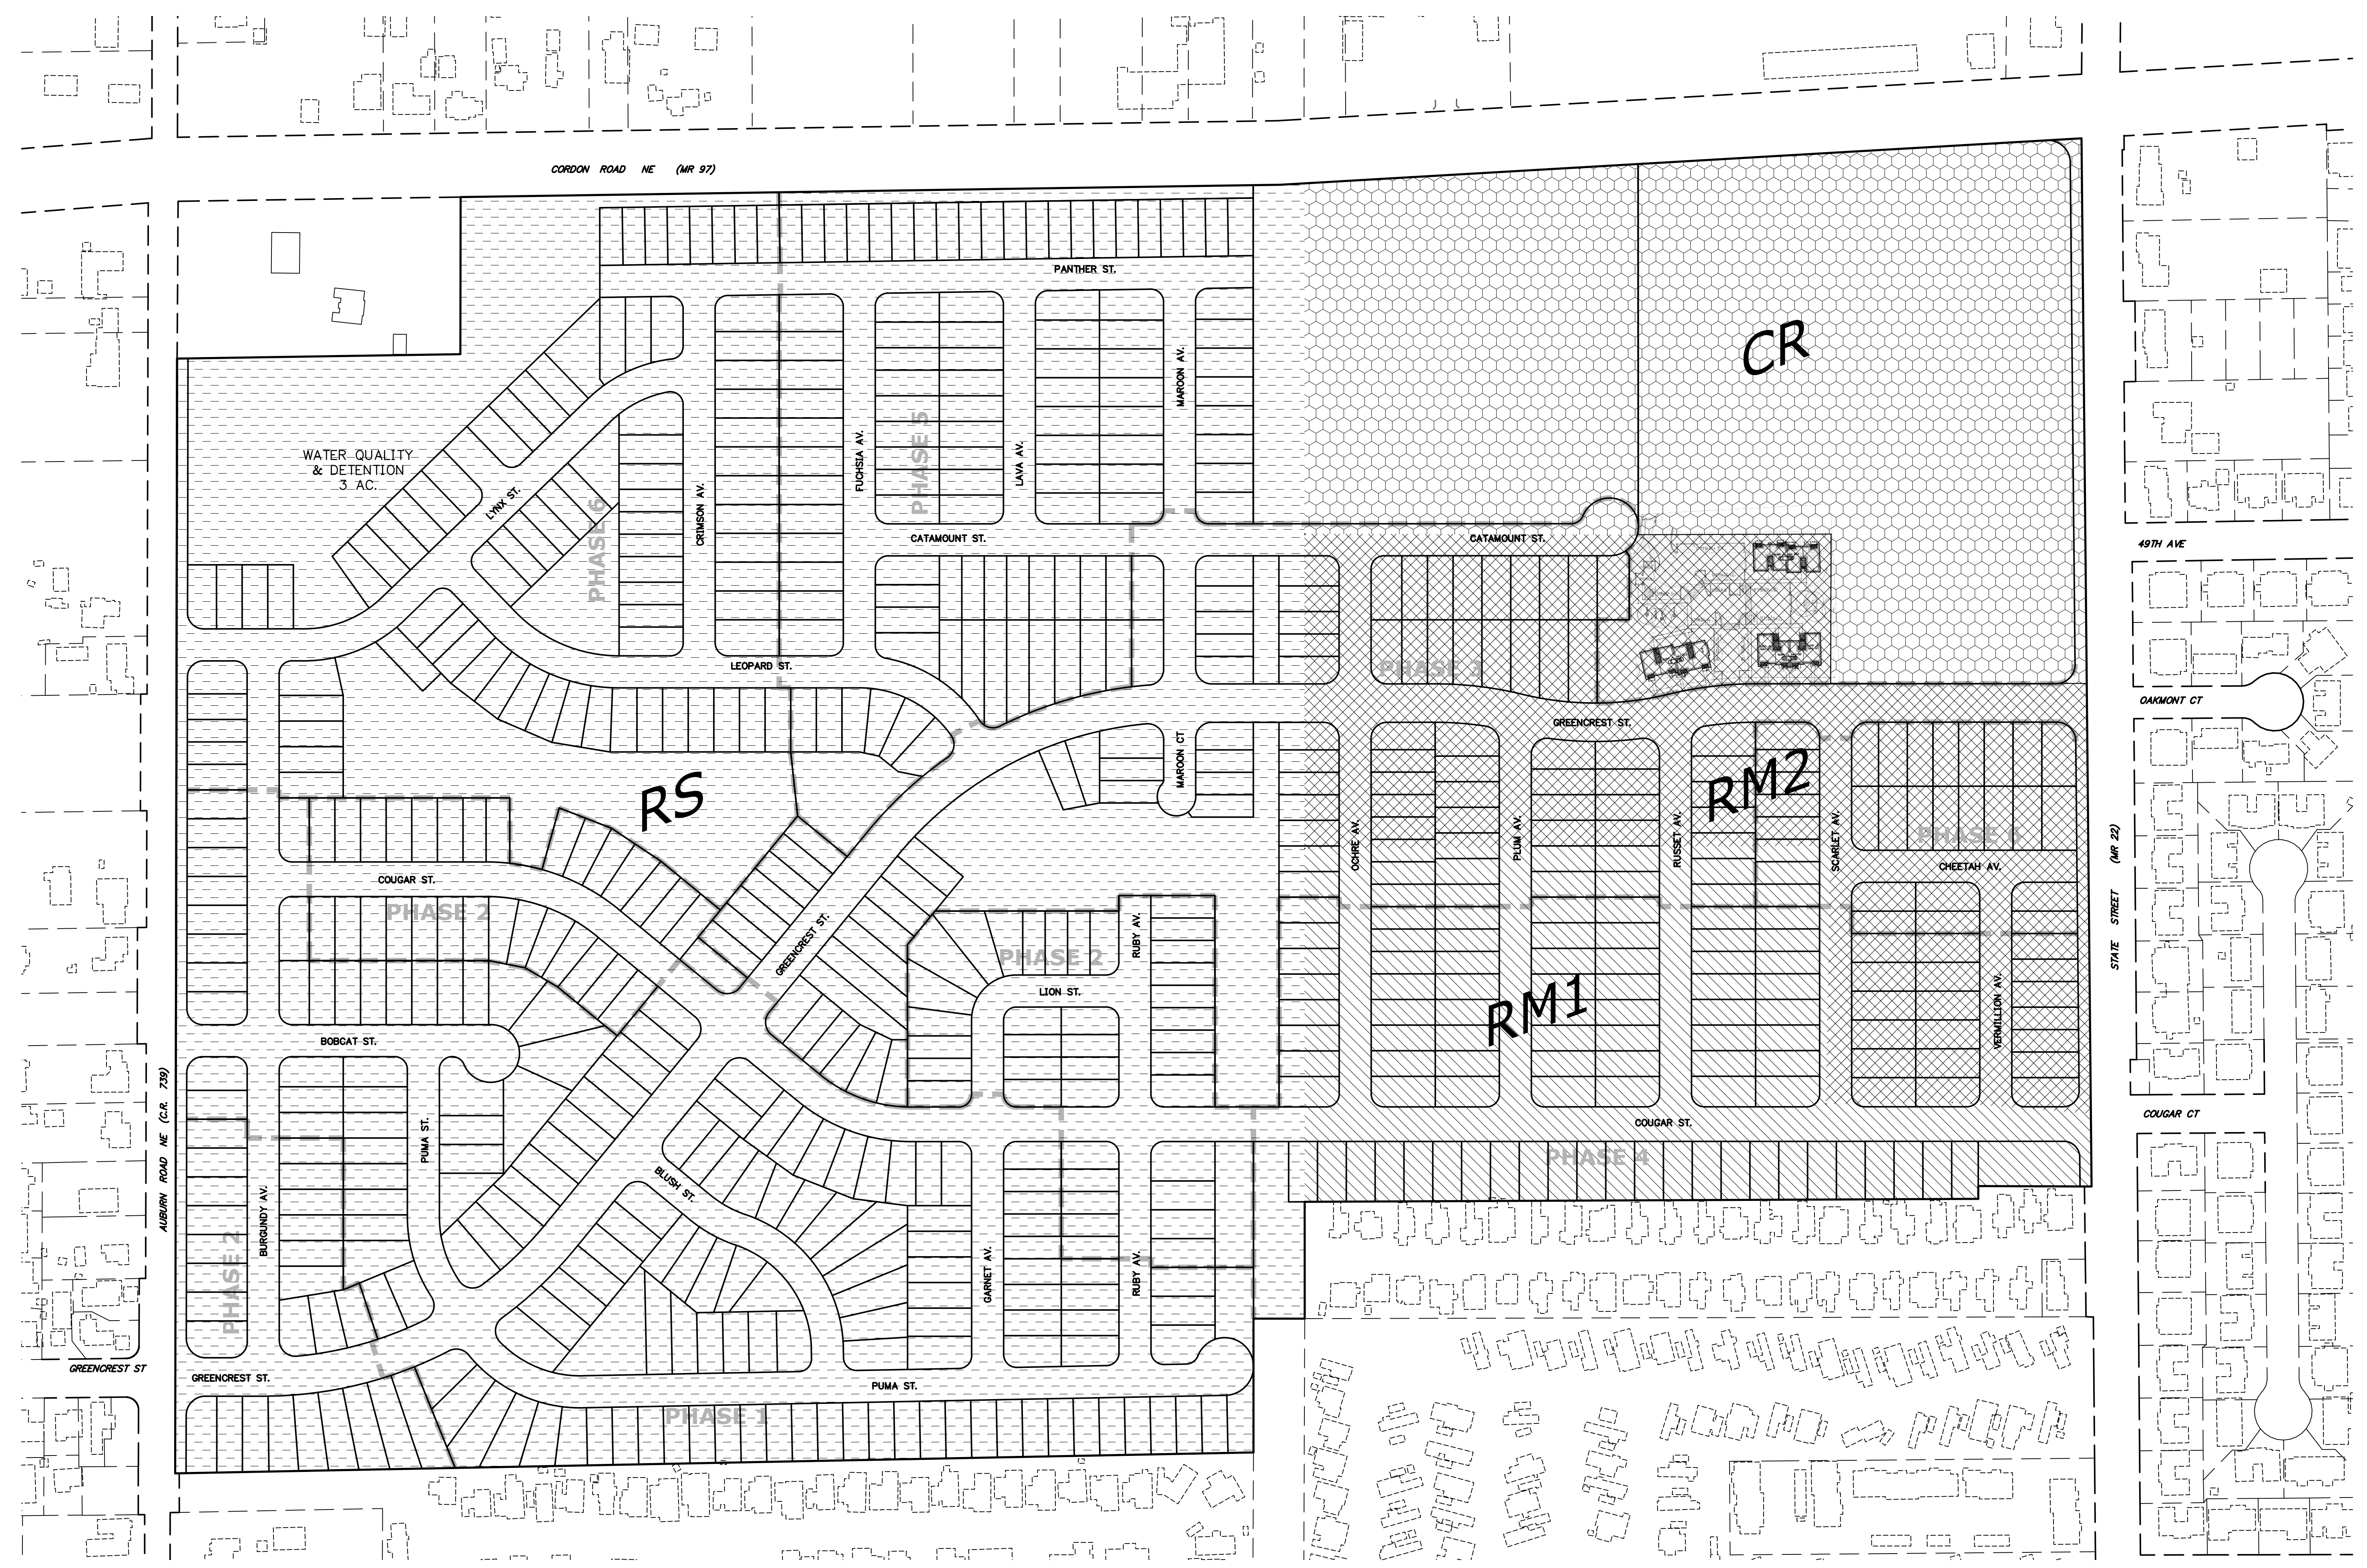 CORDON ROAD NE (MR 97)
PANTHER ST.
CR
MAROON AV.
PHASE 5
FUCHSIA AV.
LAVA AV.
WATER QUALITY
& DETENTION
3 AC.
LYNX ST.
PHASE 6
CRIMSON AV.
CATAMOUNT ST.
CATAMOUNT ST.
49TH AVE
LEOPARD ST.
PHASE 3
OAKMONT CT
GREENCREST ST.
MAROON CT
RS
RM2
OCHRE AV.
PLUM AV.
RUSSET AV.
SCARLET AV.
PHASE 6
STATE STREET (MR 22)
CHEETAH AV.
COUGAR ST.
PHASE 2
GREENCREST ST.
RUBY AV.
PHASE 2
LION ST.
RM1
VERMILLION AV.
BOBCAT ST.
COUGAR CT
COUGAR ST.
AUBURN ROAD NE (C.R. 739)
PUMA ST.
PHASE 4
BLUSH ST.
BURGUNDY AV.
PHASE 2
GARNET AV.
RUBY AV.
GREENCREST ST
GREENCREST ST.
PUMA ST.
PHASE 1